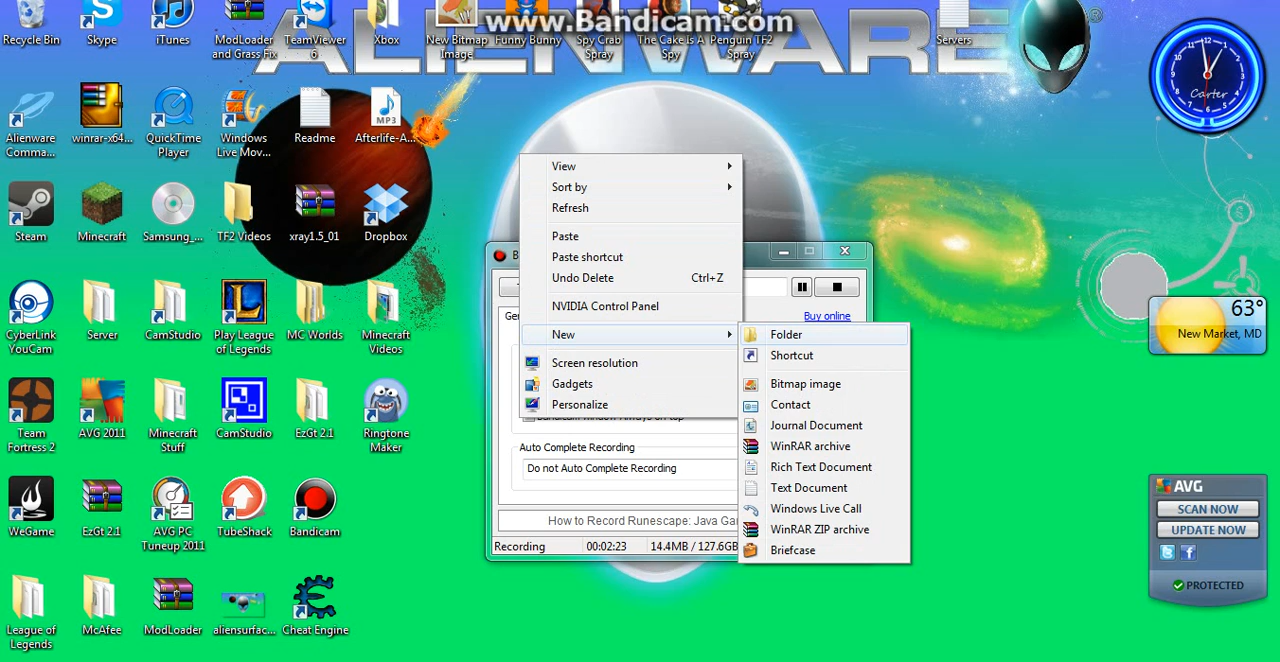 www.Bandicam.com
ALIENWARE
®
Recycle Bin
Skype
iTunes
ModLoader
and Grass Fix
TeamViewer
6
Xbox
New Bitmap
Image
Funny Bunny
Spy Crab
Spray
The Cake Is A
Spy
Penguin TF2
Spray
Servers
Carter
Alienware
Comma...
winrar-x64...
QuickTime
Player
Windows
Live Mov...
Readme
MP3
Afterlife-A...
Steam
Minecraft
Samsung_...
TF2 Videos
xray1.5_01
Dropbox
CyberLink
YouCam
Server
CamStudio
Play League
of Legends
MC Worlds
Minecraft
Videos
Team
Fortress 2
AVG 2011
Minecraft
Stuff
CamStudio
EzGt 2.1
Ringtone
Maker
WeGame
EzGt 2.1
AVG PC
Tuneup 2011
TubeShack
Bandicam
League of
Legends
McAfee
ModLoader
aliensurfac...
Cheat Engine
View
Sort by
Refresh
Paste
Paste shortcut
Undo Delete Ctrl+Z
NVIDIA Control Panel
New
Screen resolution
Gadgets
Personalize
Folder
Shortcut
Bitmap image
Contact
Journal Document
WinRAR archive
Rich Text Document
Text Document
Windows Live Call
WinRAR ZIP archive
Briefcase
Buy online
Auto Complete Recording
Do not Auto Complete Recording
How to Record Runescape: Java Ga
Recording 00:02:23 14.4MB / 127.6GB
63°
New Market, MD
AVG
SCAN NOW
UPDATE NOW
PROTECTED